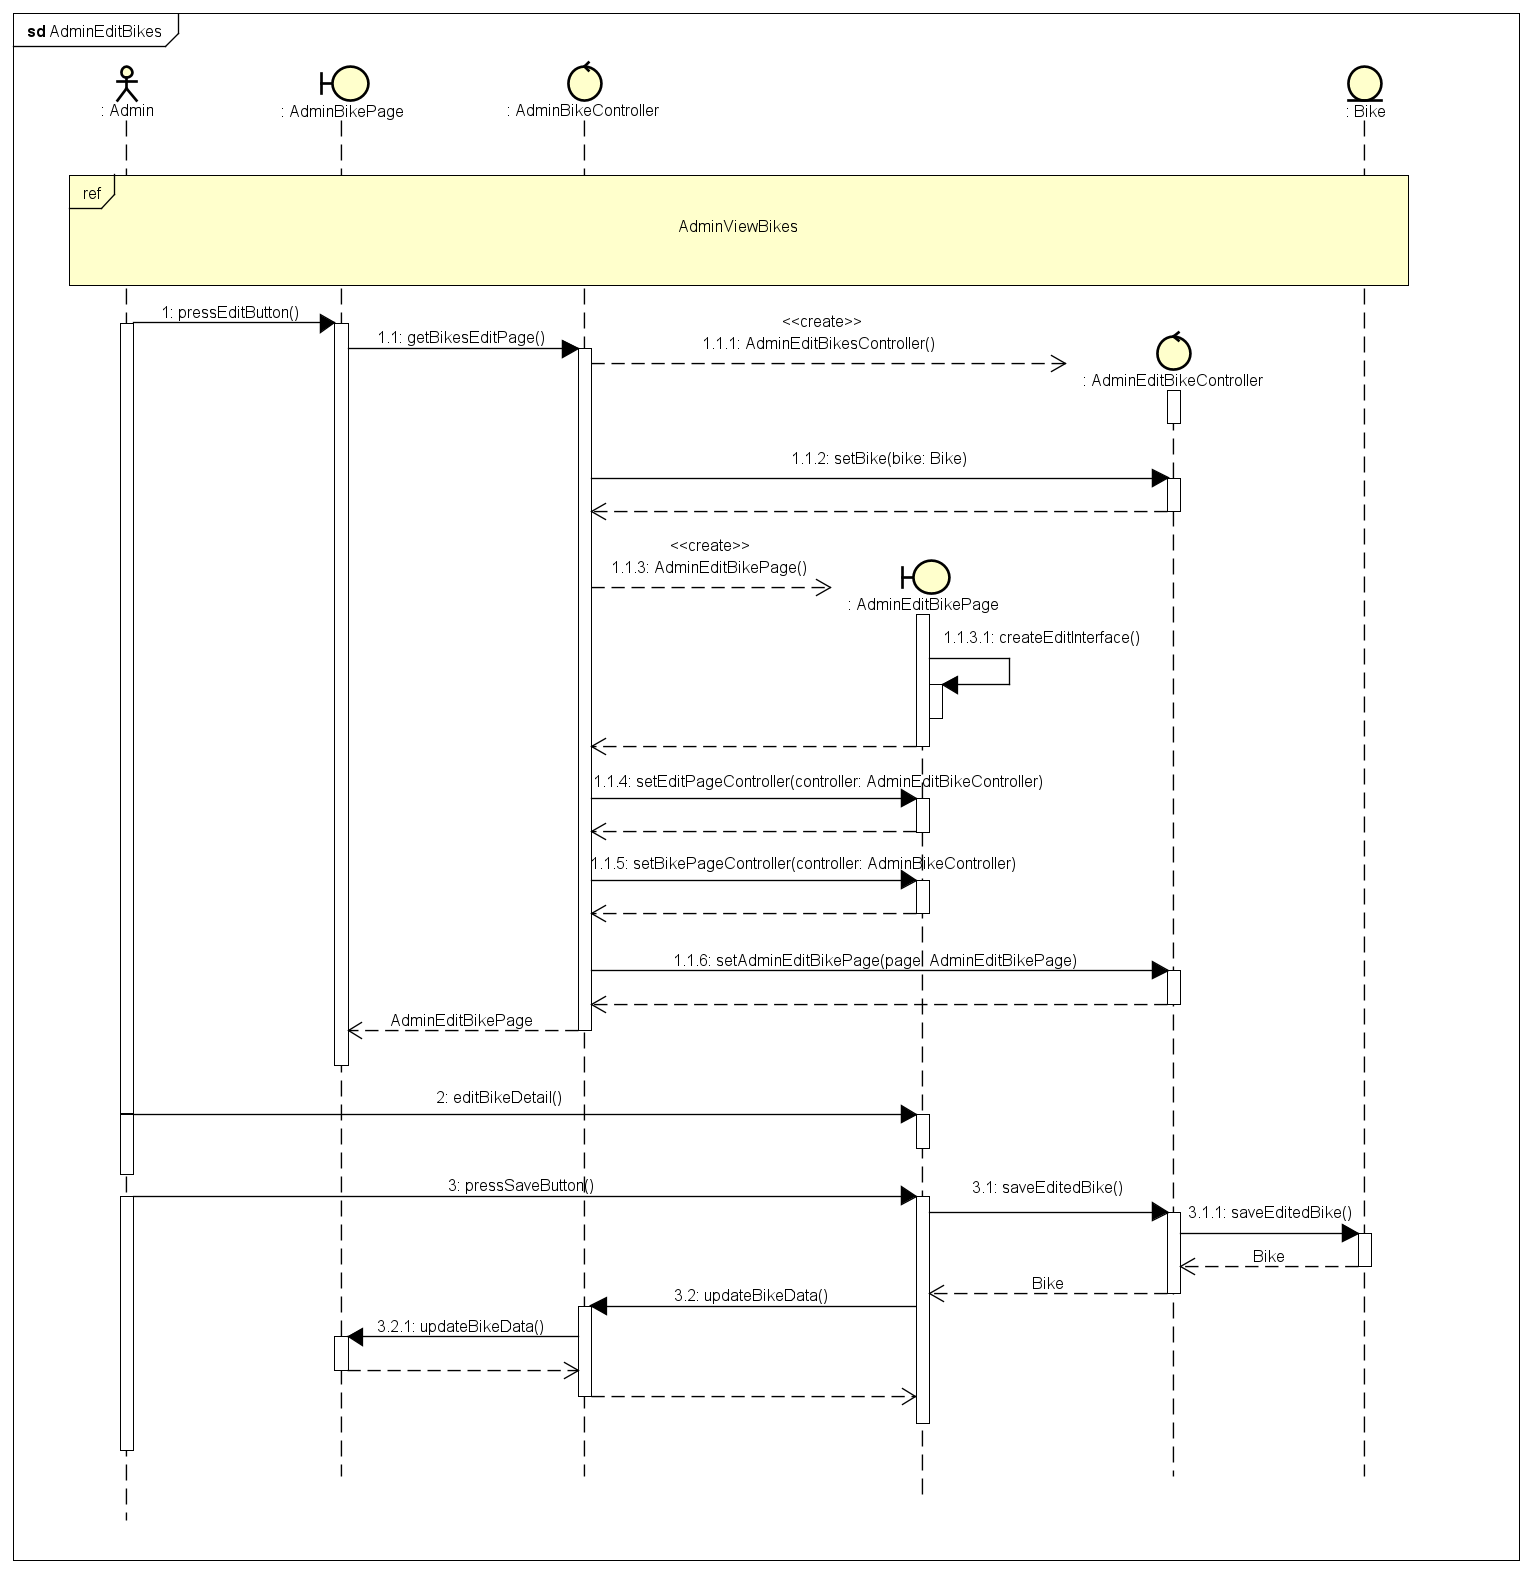 sd AdminEditBikes
: Admin
: AdminBikePage
: AdminBikeController
: Bike
ref
AdminViewBikes
1: pressEditButton()
1.1: getBikesEditPage()
<<create>>
1.1.1: AdminEditBikesController()
: AdminEditBikeController
1.1.2: setBike(bike: Bike)
<<create>>
1.1.3: AdminEditBikePage()
: AdminEditBikePage
1.1.3.1: createEditInterface()
1.1.4: setEditPageController(controller: AdminEditBikeController)
1.1.5: setBikePageController(controller: AdminBikeController)
1.1.6: setAdminEditBikePage(page: AdminEditBikePage)
AdminEditBikePage
2: editBikeDetail()
3: pressSaveButton()
3.1: saveEditedBike()
3.1.1: saveEditedBike()
Bike
Bike
3.2: updateBikeData()
3.2.1: updateBikeData()